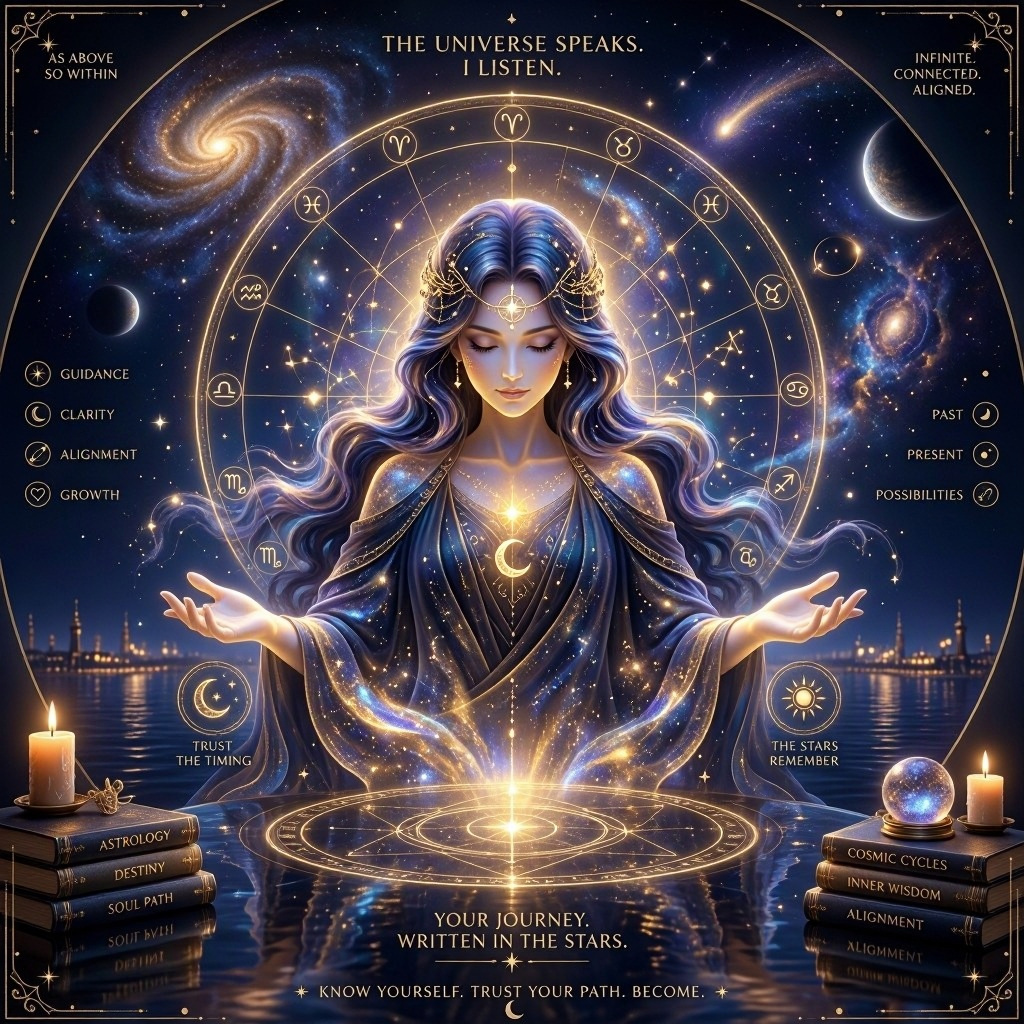 THE UNIVERSE SPEAKS.
I LISTEN.
AS ABOVE
SO WITHIN
INFINITE.
CONNECTED.
ALIGNED.
GUIDANCE
CLARITY
ALIGNMENT
GROWTH
PAST
PRESENT
POSSIBILITIES
TRUST
THE TIMING
THE STARS
REMEMBER
ASTROLOGY
DESTINY
SOUL PATH
COSMIC CYCLES
INNER WISDOM
ALIGNMENT
YOUR JOURNEY.
WRITTEN IN THE STARS.
KNOW YOURSELF. TRUST YOUR PATH. BECOME.